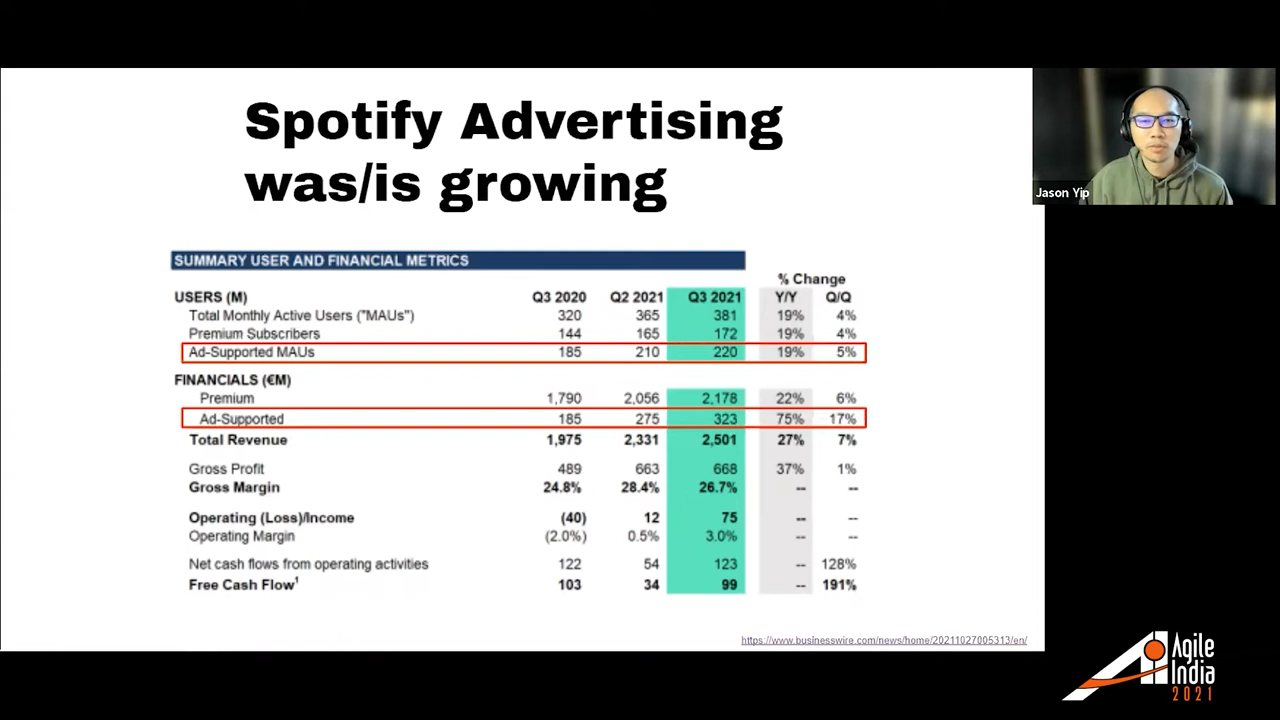 Spotify Advertising
was/is growing
Jason Yip
SUMMARY USER AND FINANCIAL METRICS
% Change
USERS (M) Q3 2020 Q2 2021 Q3 2021 Y/Y Q/Q
Total Monthly Active Users ("MAUs") 320 365 381 19% 4%
Premium Subscribers 144 165 172 19% 4%
Ad-Supported MAUs 185 210 220 19% 5%
FINANCIALS (€M)
Premium 1,790 2,056 2,178 22% 6%
Ad-Supported 185 275 323 75% 17%
Total Revenue 1,975 2,331 2,501 27% 7%
Gross Profit 489 663 668 37% 1%
Gross Margin 24.8% 28.4% 26.7% -- --
Operating (Loss)/Income (40) 12 75 -- --
Operating Margin (2.0%) 0.5% 3.0% -- --
Net cash flows from operating activities 122 54 123 -- 128%
Free Cash Flow¹ 103 34 99 -- 191%
https://www.businesswire.com/news/home/20211027005313/en/
Agile
India
2021